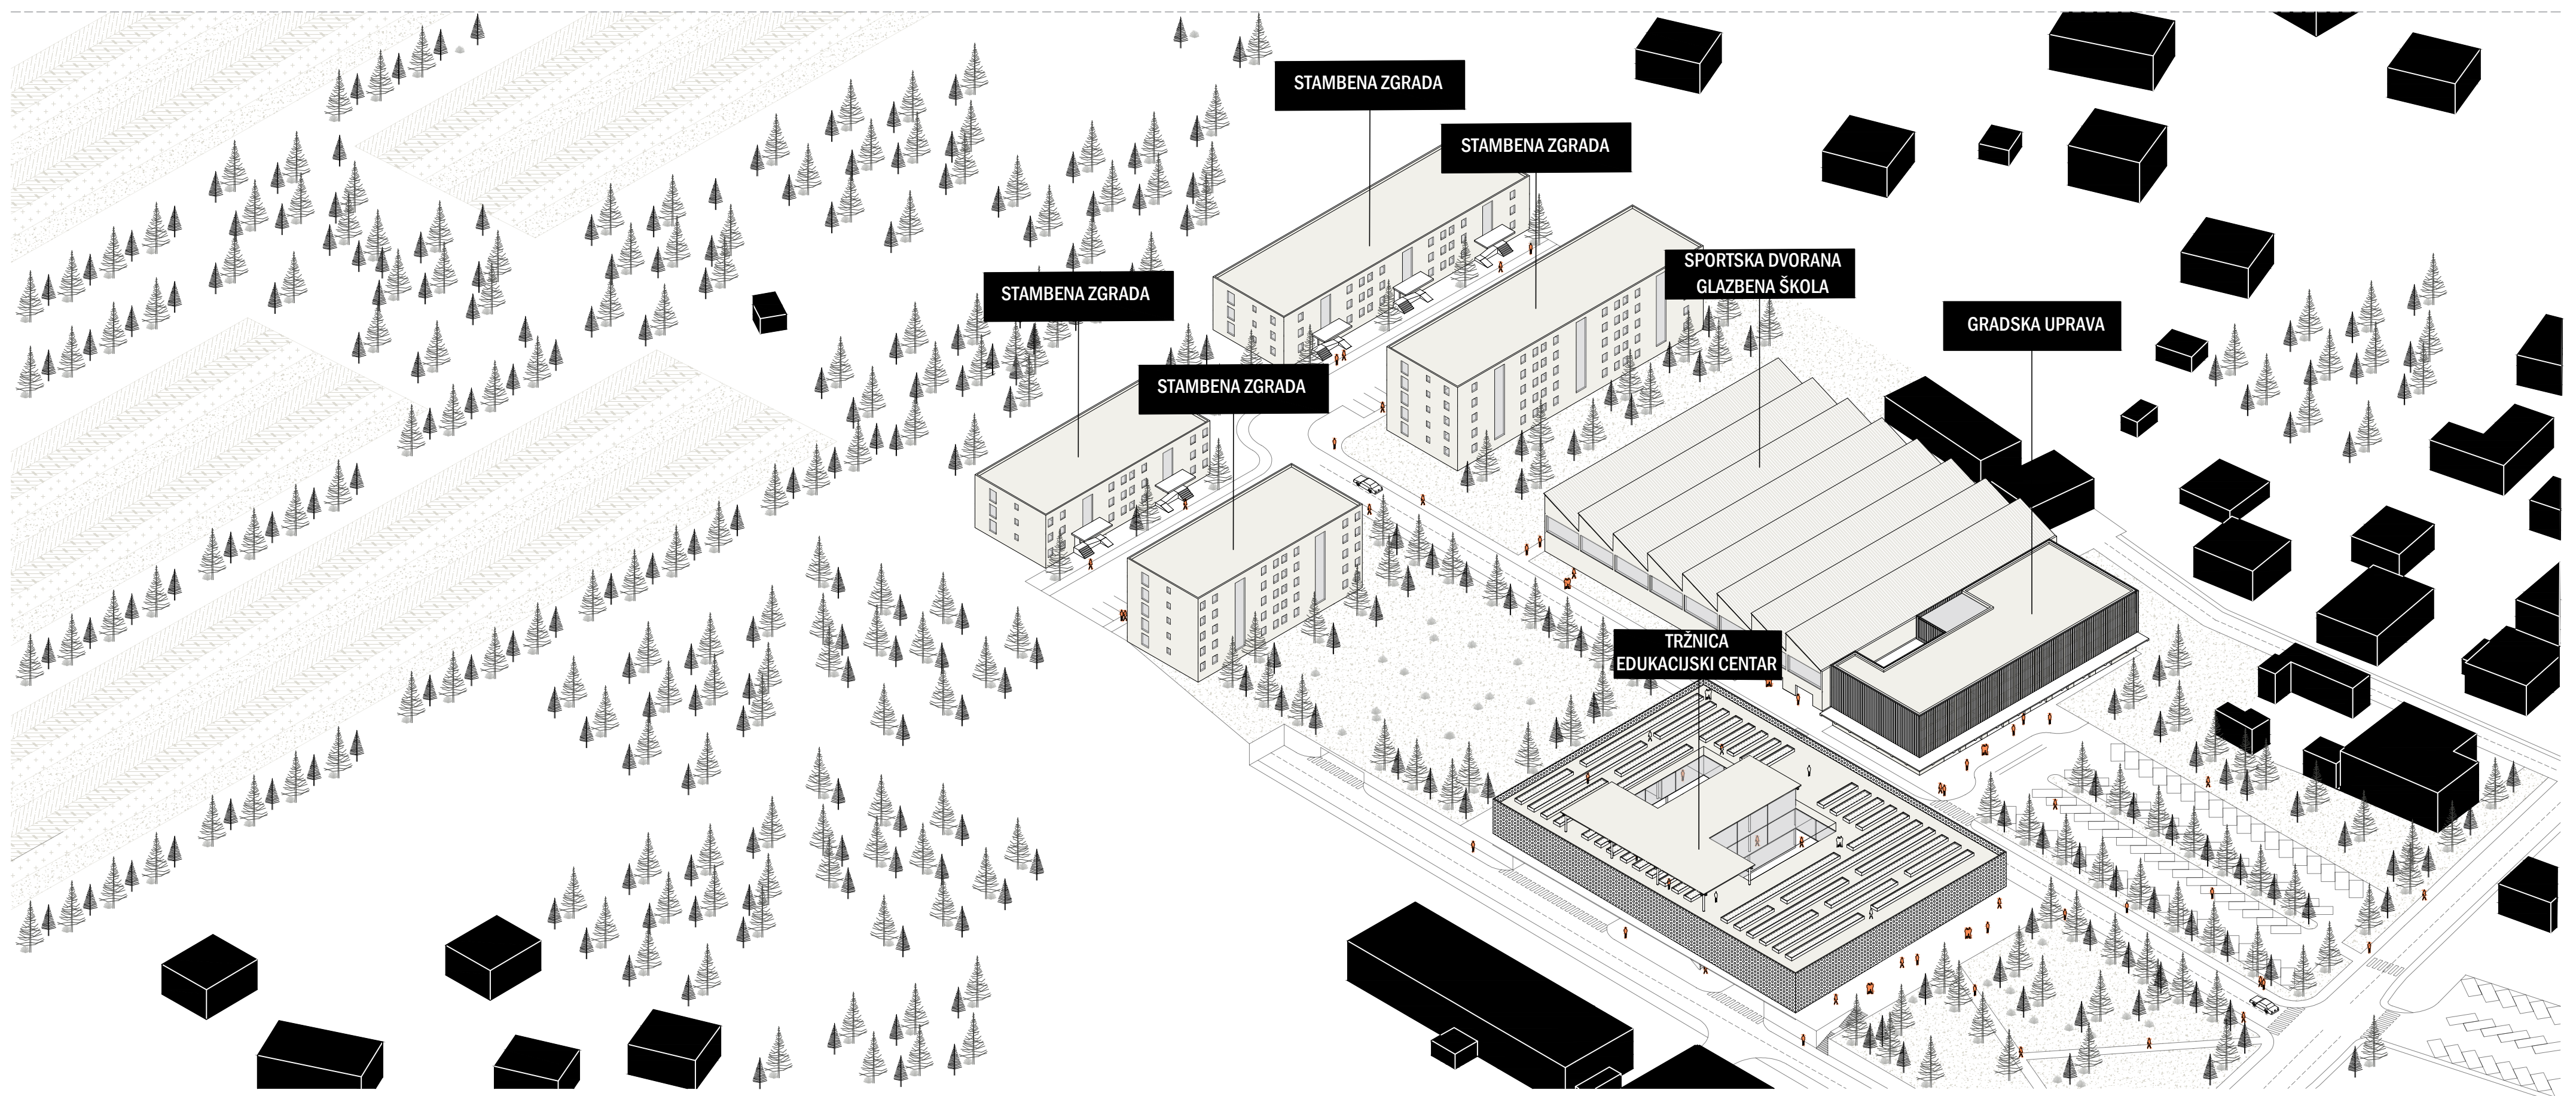 STAMBENA ZGRADA
STAMBENA ZGRADA
SPORTSKA DVORANA
GLAZBENA ŠKOLA
STAMBENA ZGRADA
GRADSKA UPRAVA
STAMBENA ZGRADA
TRŽNICA
EDUKACIJSKI CENTAR